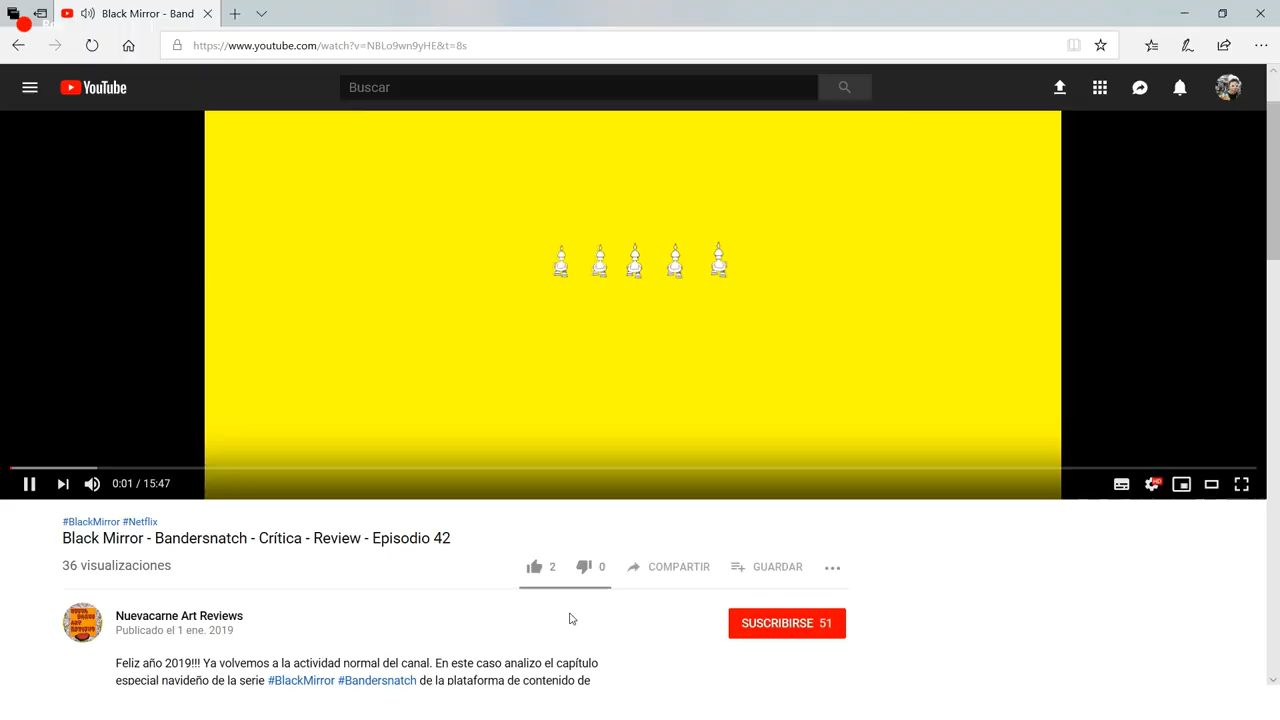 Black Mirror - Band
https://www.youtube.com/watch?v=NBLo9wn9yHE&t=8s
YouTube
Buscar
0:01 / 15:47
HD
#BlackMirror #Netflix
Black Mirror - Bandersnatch - Crítica - Review - Episodio 42
36 visualizaciones
2
0
COMPARTIR
GUARDAR
Nuevacarne Art Reviews
Publicado el 1 ene. 2019
SUSCRIBIRSE 51
Feliz año 2019!!! Ya volvemos a la actividad normal del canal. En este caso analizo el capítulo
especial navideño de la serie #BlackMirror #Bandersnatch de la plataforma de contenido de